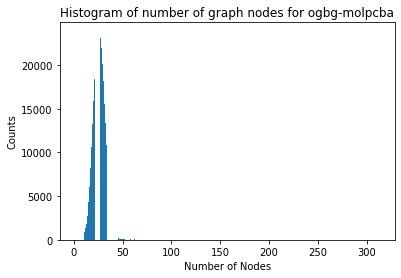 Histogram of number of graph nodes for ogbg-molpcba
20000
15000
10000
5000
0
Counts
0 50 100 150 200 250 300
Number of Nodes